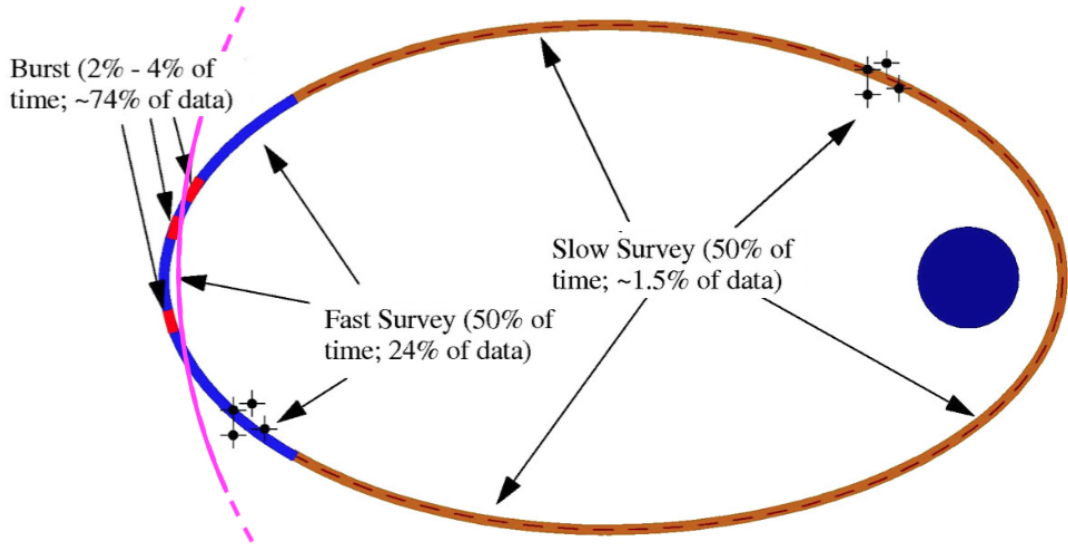 Burst (2% - 4% of
time; ~74% of data)
Slow Survey (50% of
time; ~1.5% of data)
Fast Survey (50% of
time; 24% of data)